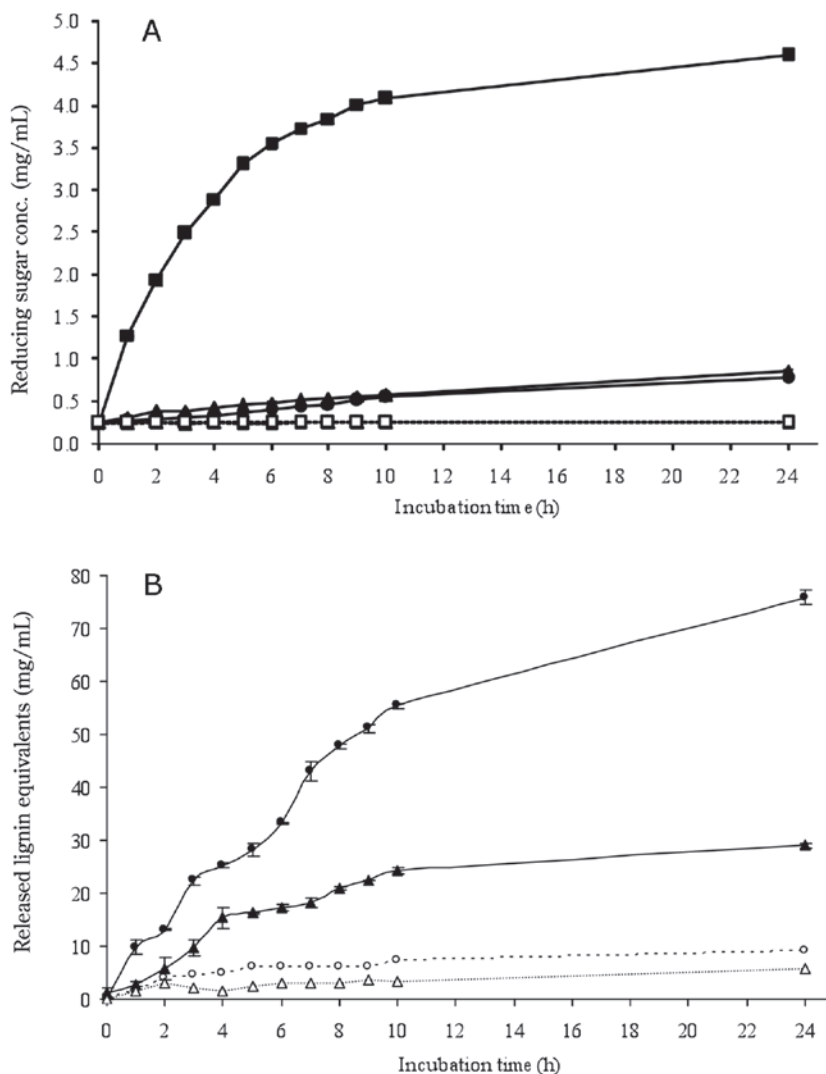 A
5.0
4.5
4.0
3.5
3.0
2.5
2.0
1.5
1.0
0.5
0.0
Reducing sugar conc. (mg/mL)
0 2 4 6 8 10 12 14 16 18 20 22 24
Incubation time (h)
B
80
70
60
50
40
30
20
10
0
Released lignin equivalents (mg/mL)
0 2 4 6 8 10 12 14 16 18 20 22 24
Incubation time (h)